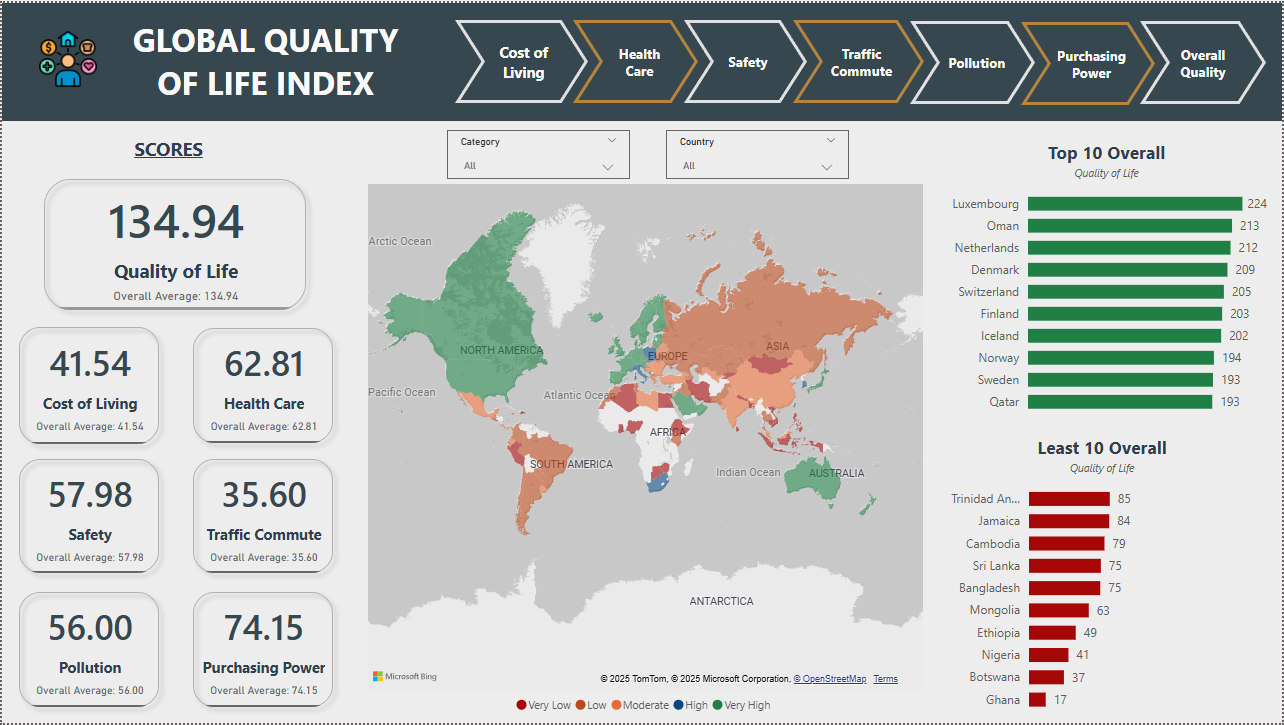 GLOBAL QUALITY
OF LIFE INDEX
Cost of
Living
Health
Care
Safety
Traffic
Commute
Pollution
Purchasing
Power
Overall
Quality
SCORES
134.94
Quality of Life
Overall Average: 134.94
41.54
Cost of Living
Overall Average: 41.54
62.81
Health Care
Overall Average: 62.81
57.98
Safety
Overall Average: 57.98
35.60
Traffic Commute
Overall Average: 35.60
56.00
Pollution
Overall Average: 56.00
74.15
Purchasing Power
Overall Average: 74.15
Category
All
Country
All
Arctic Ocean
NORTH AMERICA
EUROPE
ASIA
Pacific Ocean
Atlantic Ocean
AFRICA
SOUTH AMERICA
Indian Ocean
AUSTRALIA
ANTARCTICA
Microsoft Bing
© 2025 TomTom, © 2025 Microsoft Corporation, © OpenStreetMap Terms
Very Low Low Moderate High Very High
Top 10 Overall
Quality of Life
Luxembourg 224
Oman 213
Netherlands 212
Denmark 209
Switzerland 205
Finland 203
Iceland 202
Norway 194
Sweden 193
Qatar 193
Least 10 Overall
Quality of Life
Trinidad An... 85
Jamaica 84
Cambodia 79
Sri Lanka 75
Bangladesh 75
Mongolia 63
Ethiopia 49
Nigeria 41
Botswana 37
Ghana 17